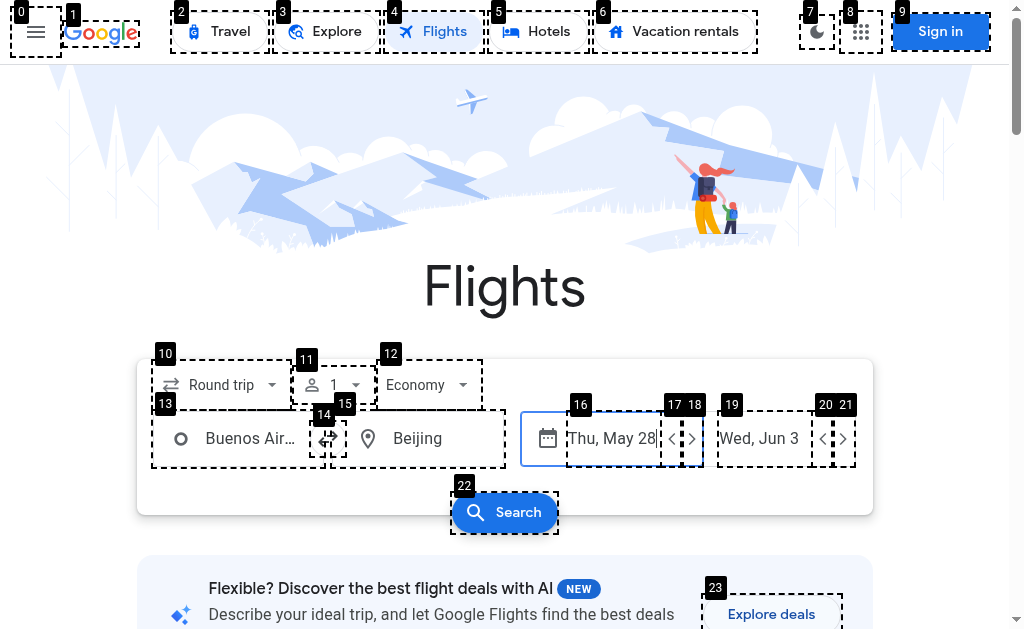 0
1
2
3
4
5
6
7
8
9
Google
Travel
Explore
Flights
Hotels
Vacation rentals
Sign in
Flights
10
11
12
Round trip
1
Economy
13
14
15
16
17
18
19
20
21
Buenos Air...
Beijing
Thu, May 28
Wed, Jun 3
22
Search
Flexible? Discover the best flight deals with AI NEW
23
Describe your ideal trip, and let Google Flights find the best deals
Explore deals